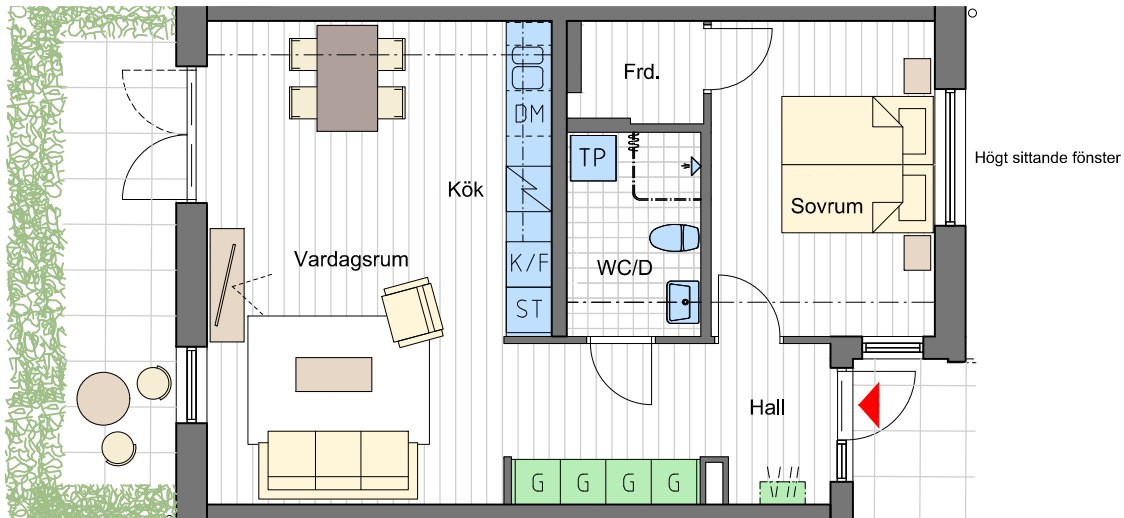 Frd.
DM
TP
Högt sittande fönster
Kök
Sovrum
Vardagsrum
K/F
WC/D
ST
Hall
G G G G